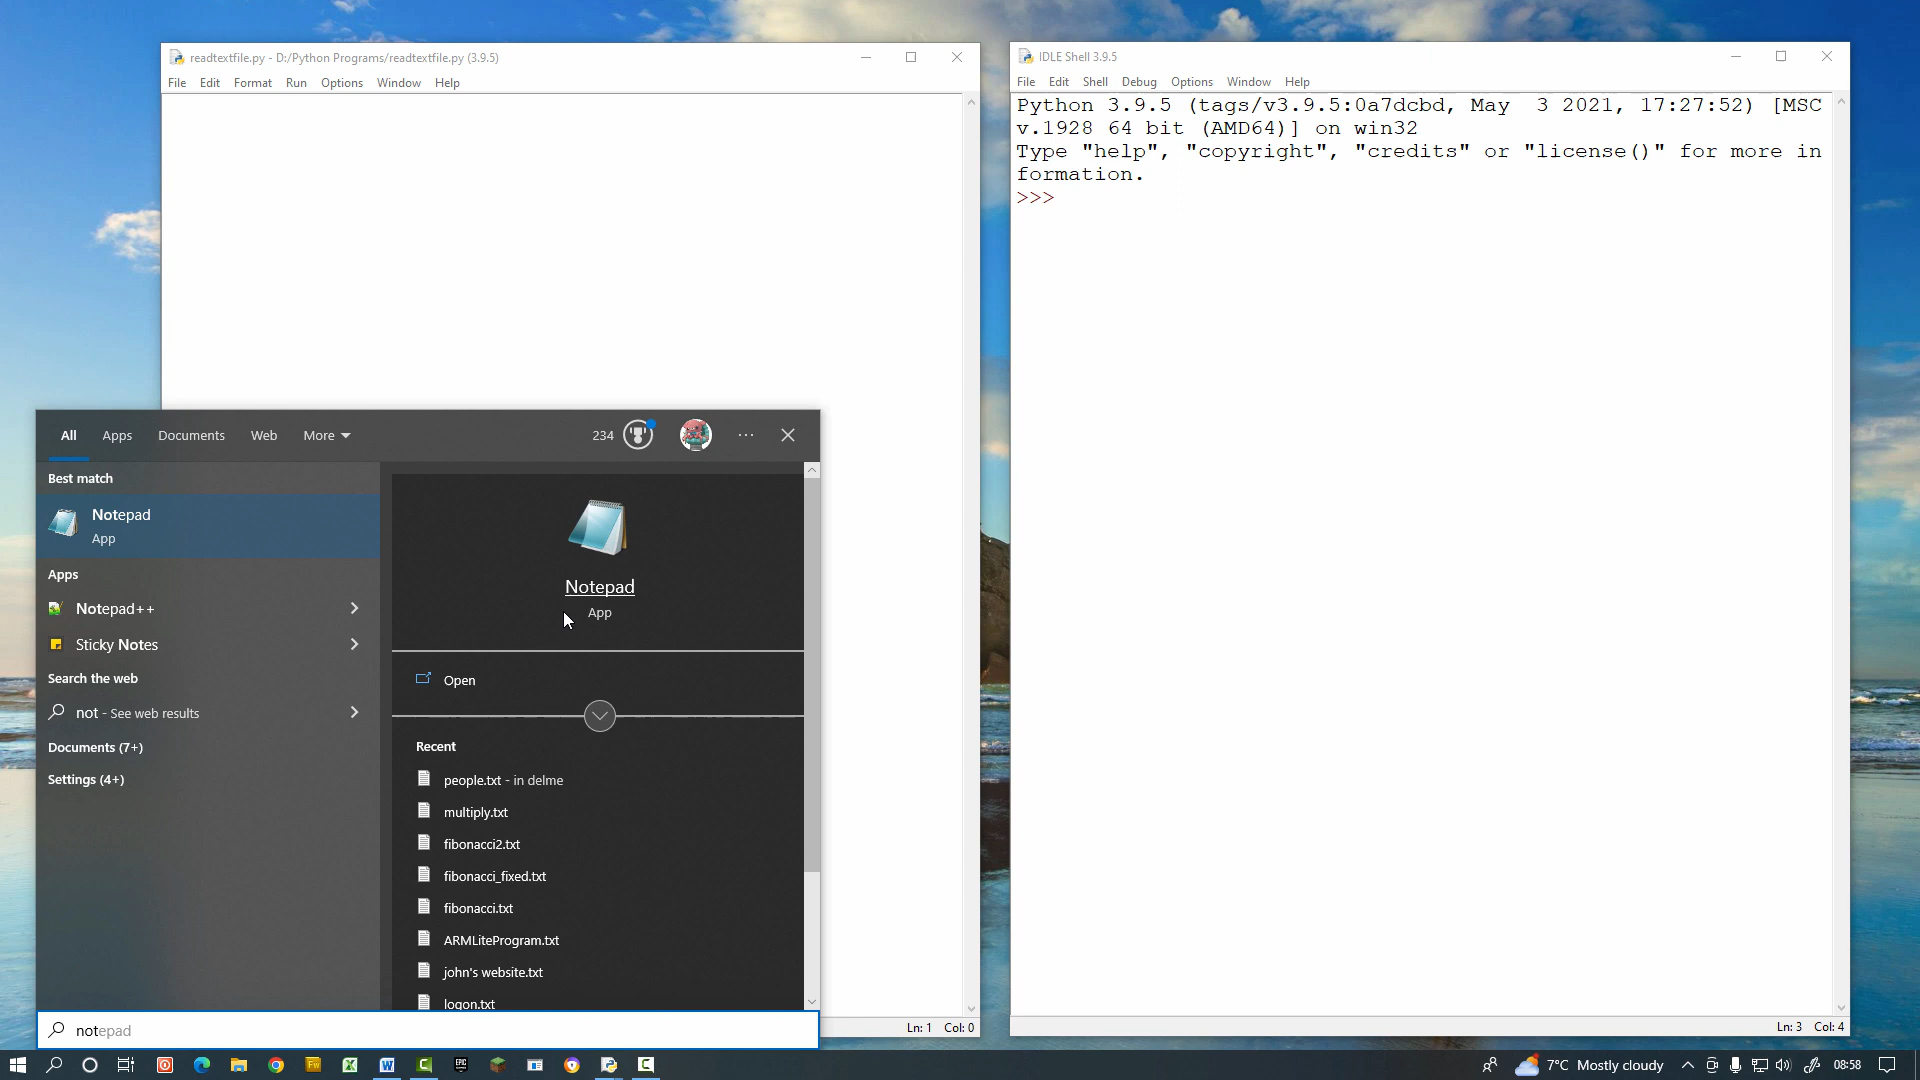 readtextfile.py - D:/Python Programs/readtextfile.py (3.9.5)
File Edit Format Run Options Window Help
Ln: 1 Col: 0
IDLE Shell 3.9.5
File Edit Shell Debug Options Window Help
Python 3.9.5 (tags/v3.9.5:0a7dcbd, May  3 2021, 17:27:52) [MSC
v.1928 64 bit (AMD64)] on win32
Type "help", "copyright", "credits" or "license()" for more in
formation.
>>>
Ln: 3 Col: 4
All Apps Documents Web More 234 ...
Best match
Notepad
App
Apps
Notepad++
Sticky Notes
Search the web
not - See web results
Documents (7+)
Settings (4+)
Notepad
App
Open
Recent
people.txt - in delme
multiply.txt
fibonacci2.txt
fibonacci_fixed.txt
fibonacci.txt
ARMLiteProgram.txt
john's website.txt
logon.txt
notepad
Fw EPIC
7°C Mostly cloudy 08:58